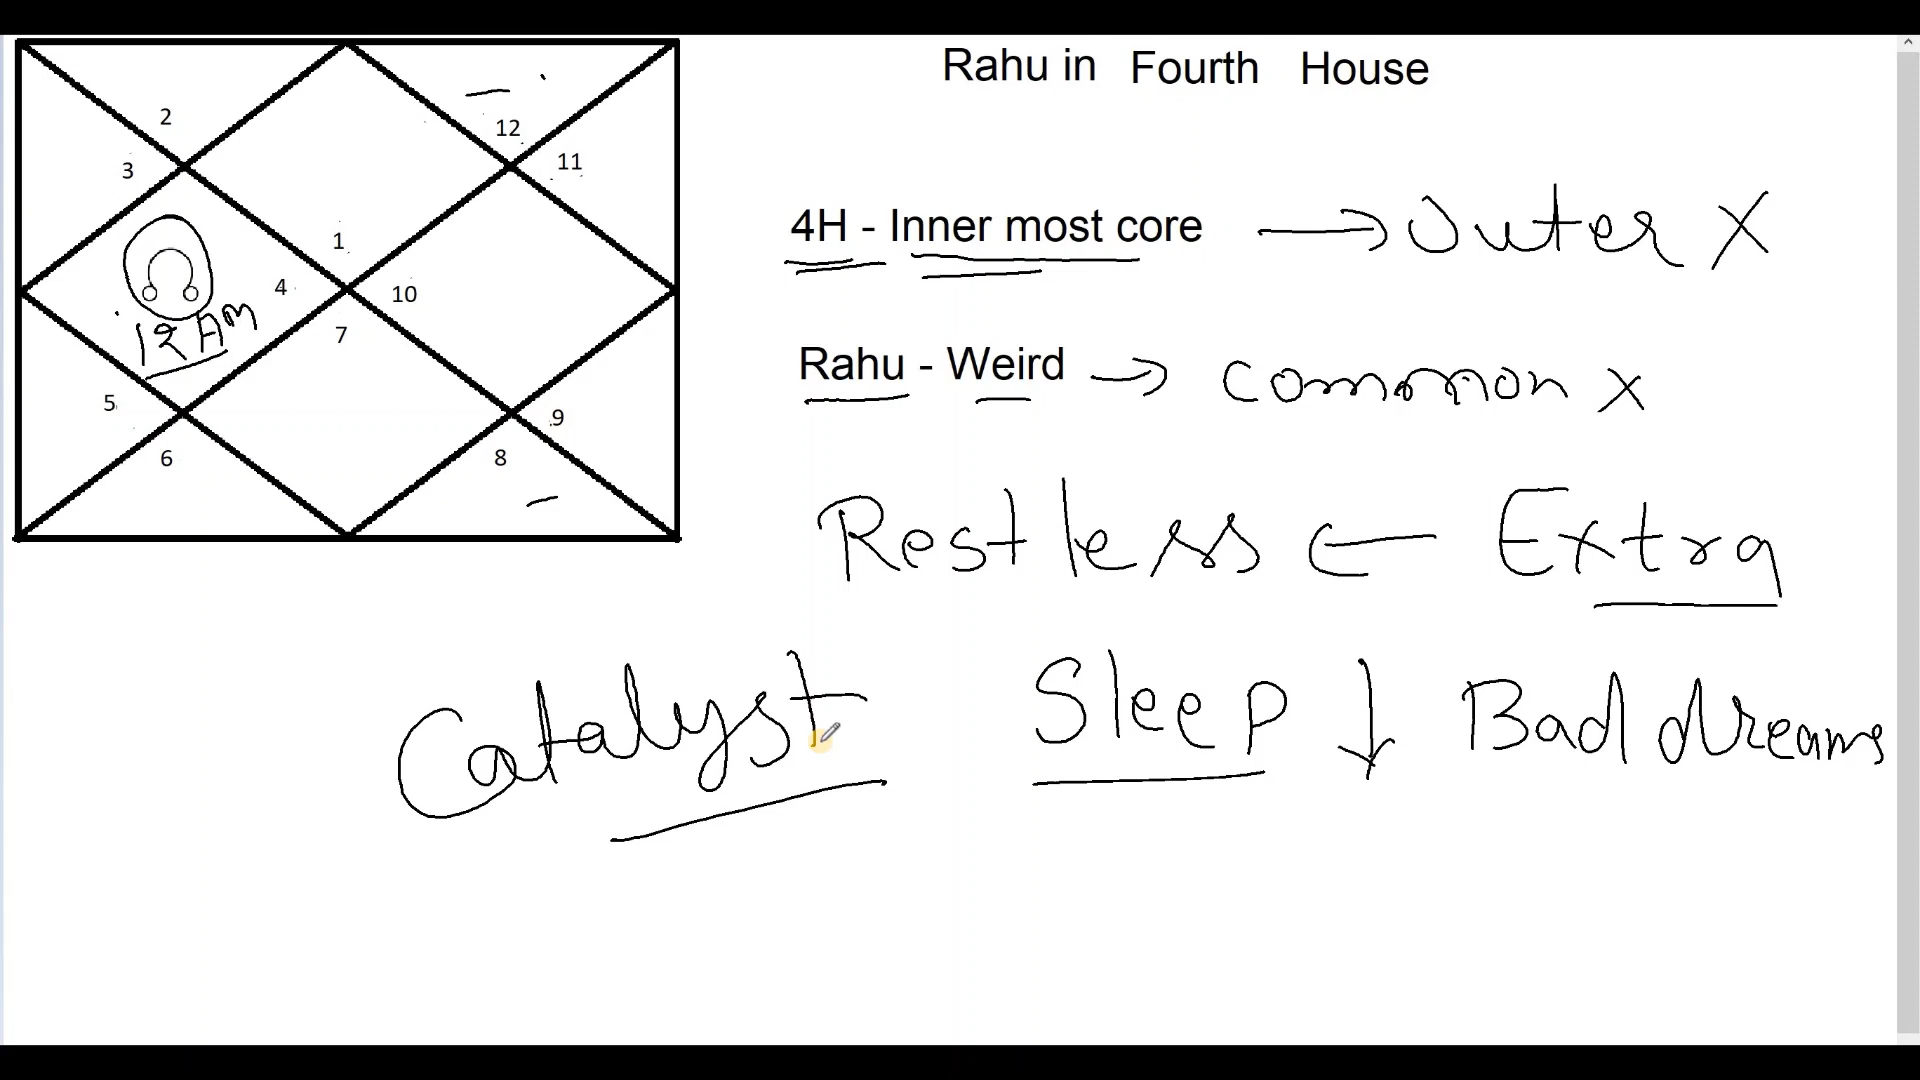 Rahu in Fourth House
2
12
3
11
4H - Inner most core → Outer X
1
4
10
12 AM
7
Rahu - Weird → common x
5
9
6
8
Restless ← Extra
Catalyst
Sleep ↓ Bad dreams